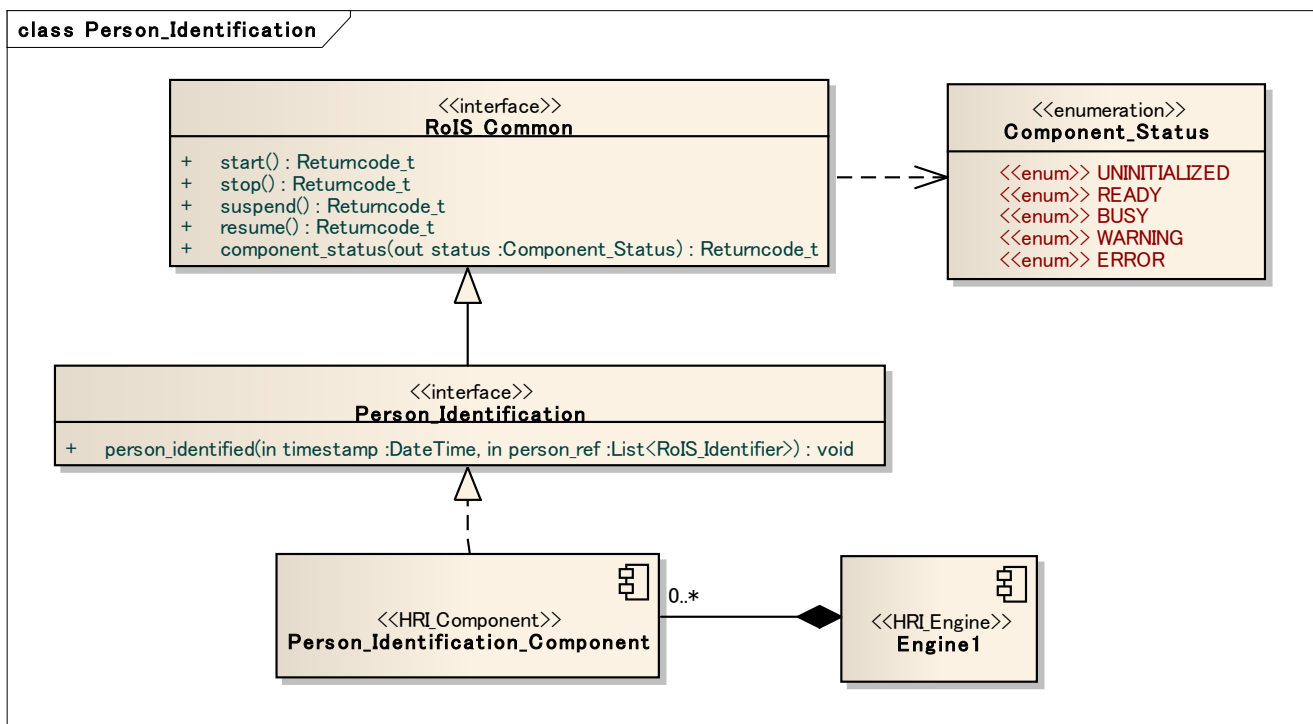 class Person_Identification
<<interface>>
RoIS_Common
+ start() : Returncode_t
+ stop() : Returncode_t
+ suspend() : Returncode_t
+ resume() : Returncode_t
+ component_status(out status :Component_Status) : Returncode_t
<<enumeration>>
Component_Status
<<enum>> UNINITIALIZED
<<enum>> READY
<<enum>> BUSY
<<enum>> WARNING
<<enum>> ERROR
<<interface>>
Person_Identification
+ person_identified(in timestamp :DateTime, in person_ref :List<RoIS_Identifier>) : void
<<HRI_Component>>
Person_Identification_Component
0..*
<<HRI_Engine>>
Engine1